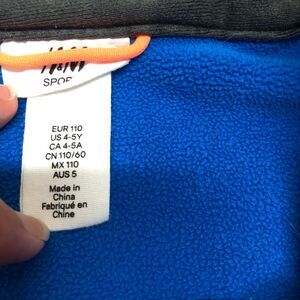 H&M
SPORT
EUR 110
US 4-5Y
CA 4-5A
CN 110/60
MX 110
AUS 5
Made in
China
Fabriqué en
Chine